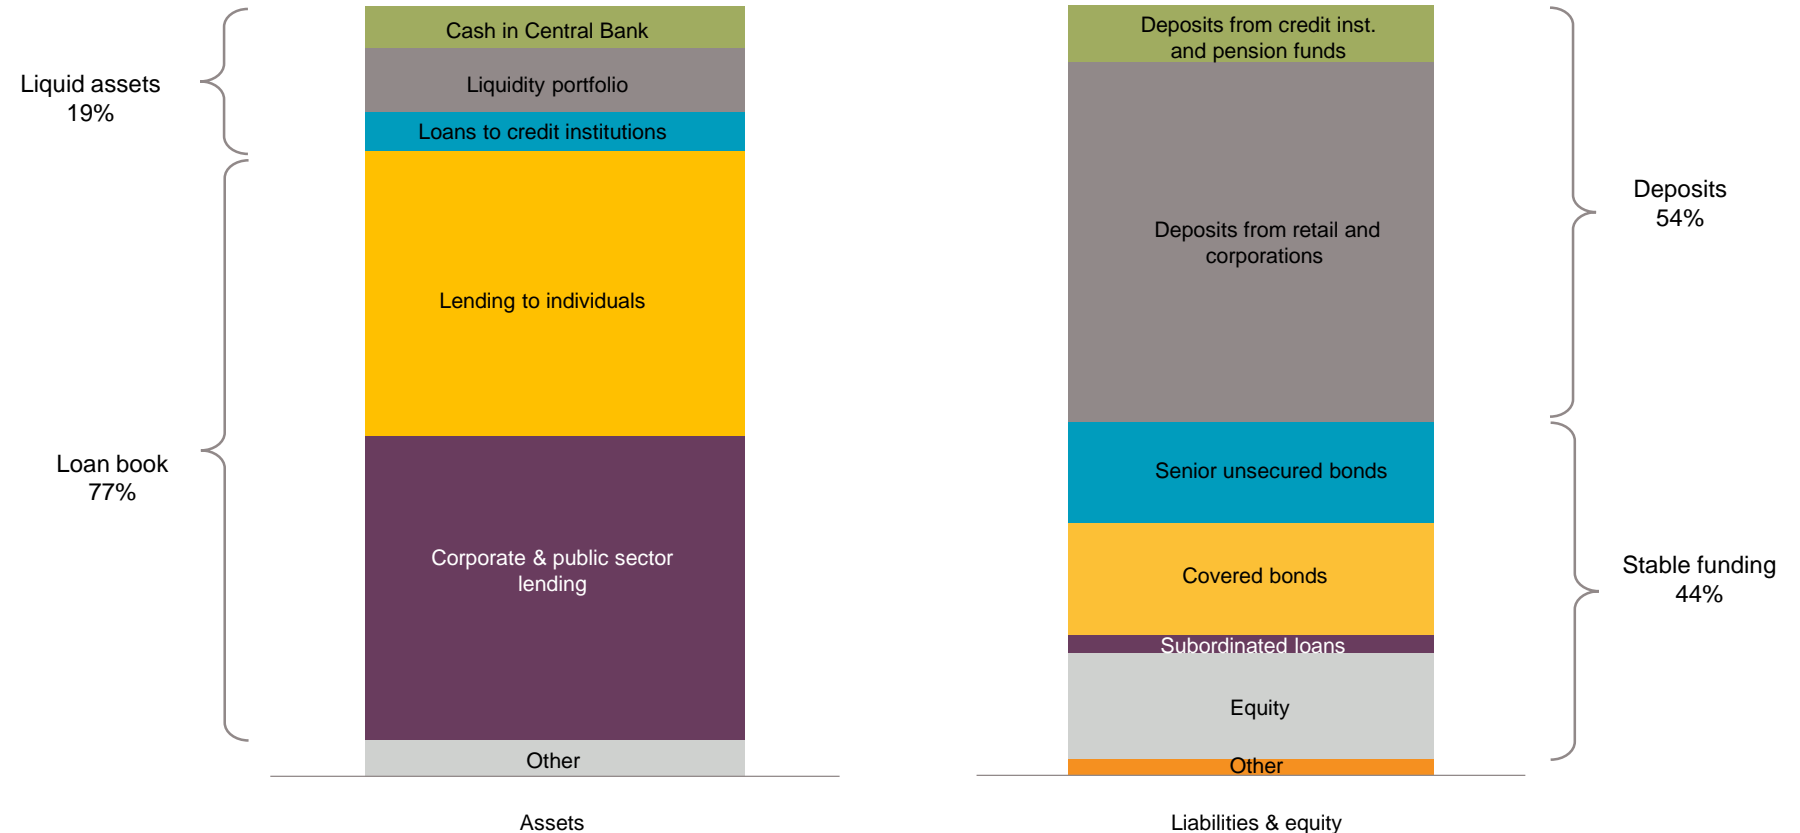 Liquid assets
19%
Loan book
77%
Cash in Central Bank
Liquidity portfolio
Loans to credit institutions
Lending to individuals
Corporate & public sector
lending
Other
Assets
Deposits from credit inst.
and pension funds
Deposits from retail and
corporations
Senior unsecured bonds
Covered bonds
Subordinated loans
Equity
Other
Liabilities & equity
Deposits
54%
Stable funding
44%